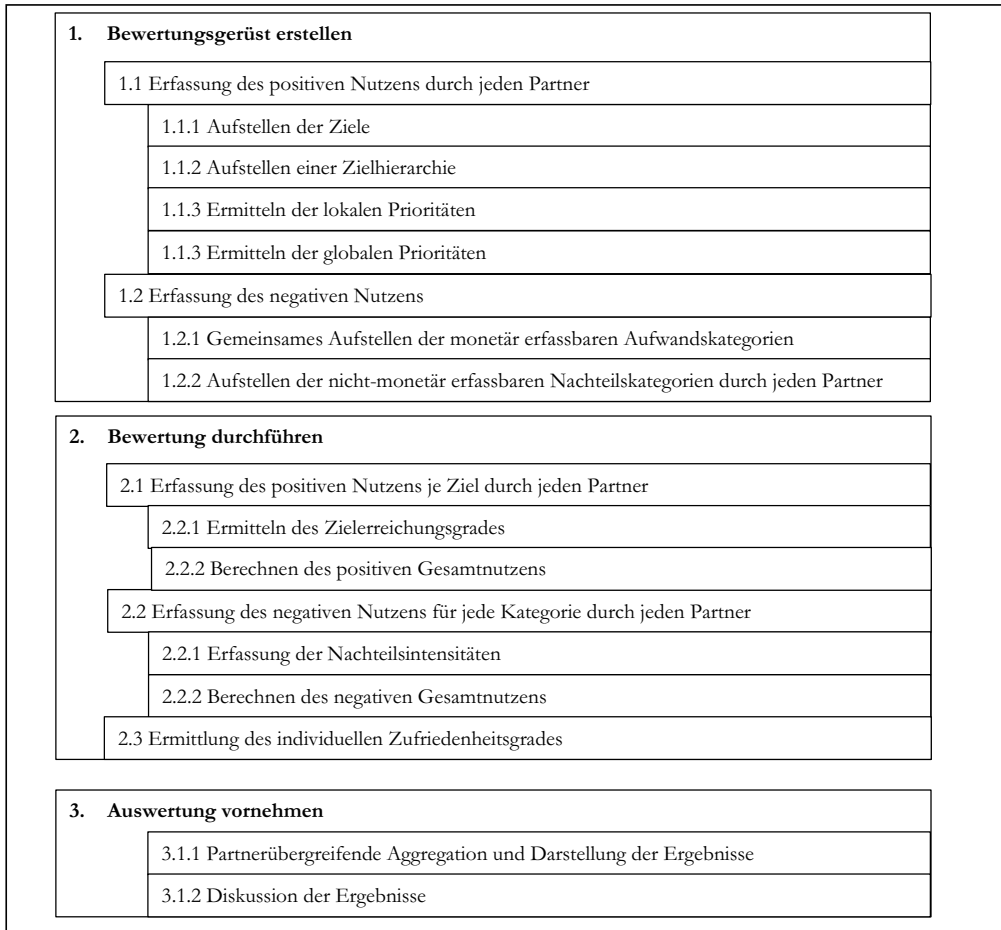 1. Bewertungsgerüst erstellen
1.1 Erfassung des positiven Nutzens durch jeden Partner
1.1.1 Aufstellen der Ziele
1.1.2 Aufstellen einer Zielhierarchie
1.1.3 Ermitteln der lokalen Prioritäten
1.1.3 Ermitteln der globalen Prioritäten
1.2 Erfassung des negativen Nutzens
1.2.1 Gemeinsames Aufstellen der monetär erfassbaren Aufwandskategorien
1.2.2 Aufstellen der nicht-monetär erfassbaren Nachteilskategorien durch jeden Partner
2. Bewertung durchführen
2.1 Erfassung des positiven Nutzens je Ziel durch jeden Partner
2.2.1 Ermitteln des Zielerreichungsgrades
2.2.2 Berechnen des positiven Gesamtnutzens
2.2 Erfassung des negativen Nutzens für jede Kategorie durch jeden Partner
2.2.1 Erfassung der Nachteilsintensitäten
2.2.2 Berechnen des negativen Gesamtnutzens
2.3 Ermittlung des individuellen Zufriedenheitsgrades
3. Auswertung vornehmen
3.1.1 Partnerübergreifende Aggregation und Darstellung der Ergebnisse
3.1.2 Diskussion der Ergebnisse